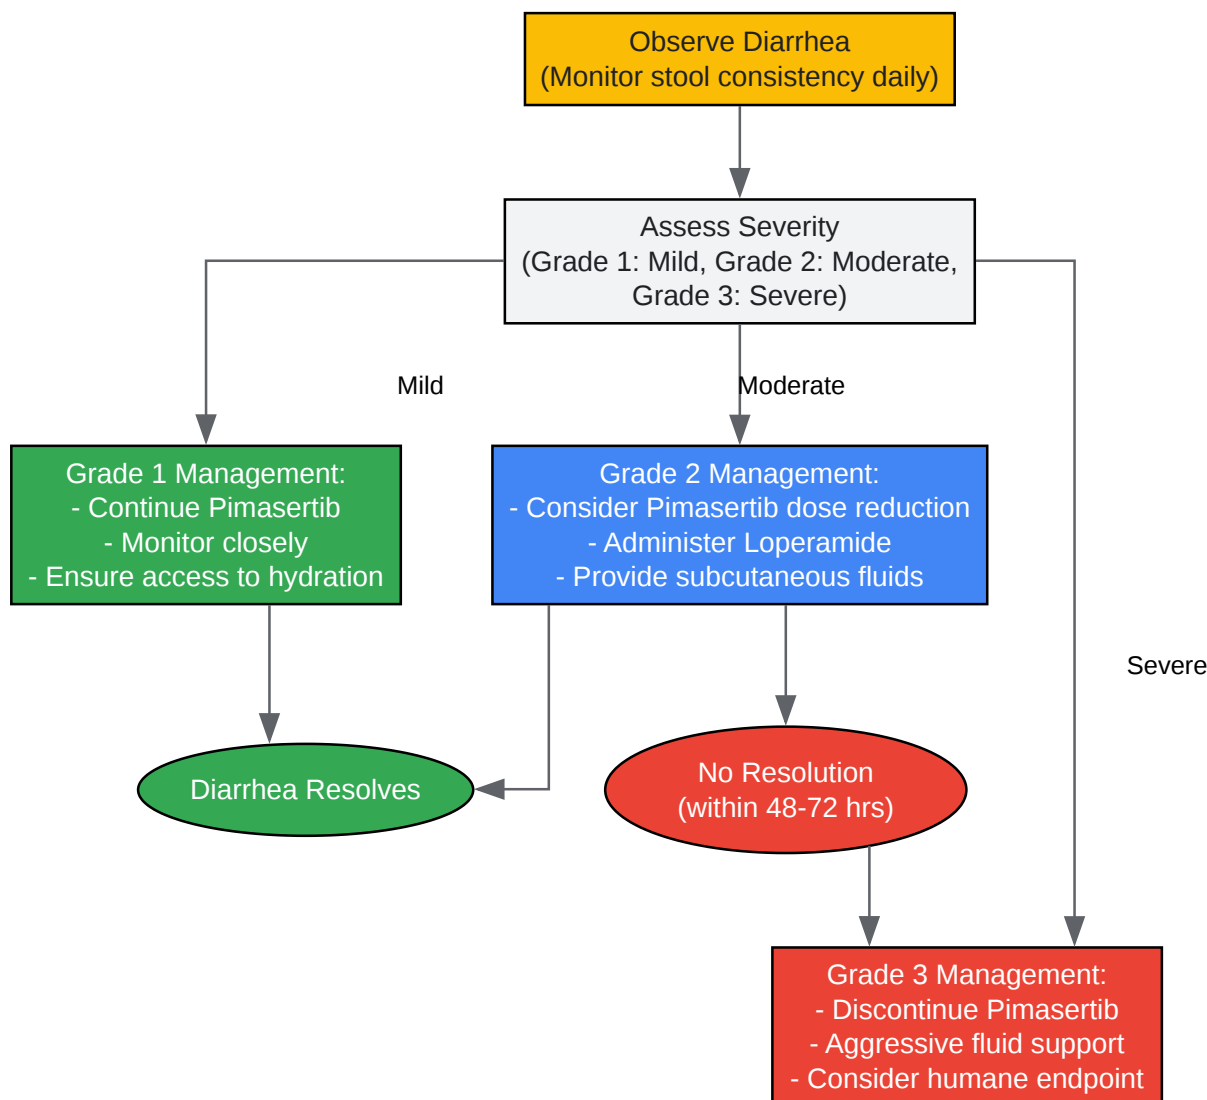 Observe Diarrhea
(Monitor stool consistency daily)
Assess Severity
(Grade 1: Mild, Grade 2: Moderate,
Grade 3: Severe)
Mild
Moderate
Grade 1 Management:
- Continue Pimasertib
- Monitor closely
- Ensure access to hydration
Grade 2 Management:
- Consider Pimasertib dose reduction
- Administer Loperamide
- Provide subcutaneous fluids
Severe
Diarrhea Resolves
No Resolution
(within 48-72 hrs)
Grade 3 Management:
- Discontinue Pimasertib
- Aggressive fluid support
- Consider humane endpoint